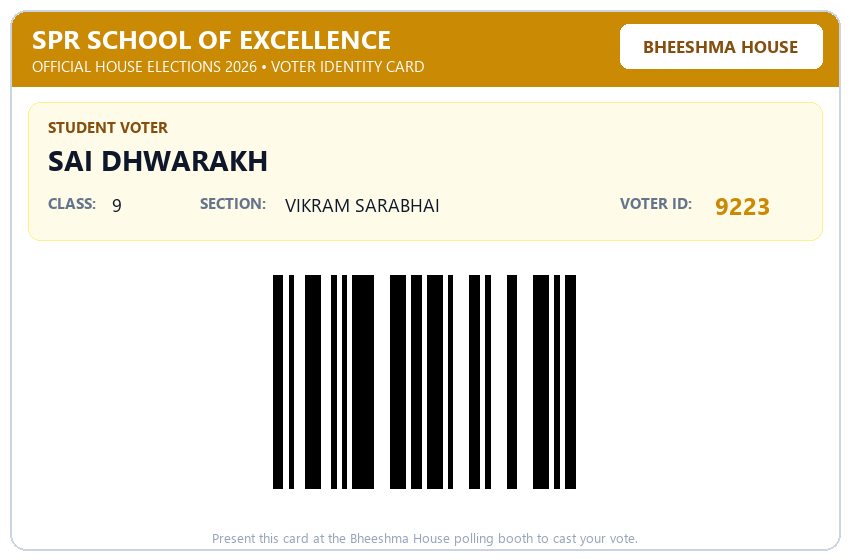 SPR SCHOOL OF EXCELLENCE
OFFICIAL HOUSE ELECTIONS 2026 • VOTER IDENTITY CARD
BHEESHMA HOUSE
STUDENT VOTER
SAI DHWARAKH
CLASS: 9 SECTION: VIKRAM SARABHAI VOTER ID: 9223
Present this card at the Bheeshma House polling booth to cast your vote.